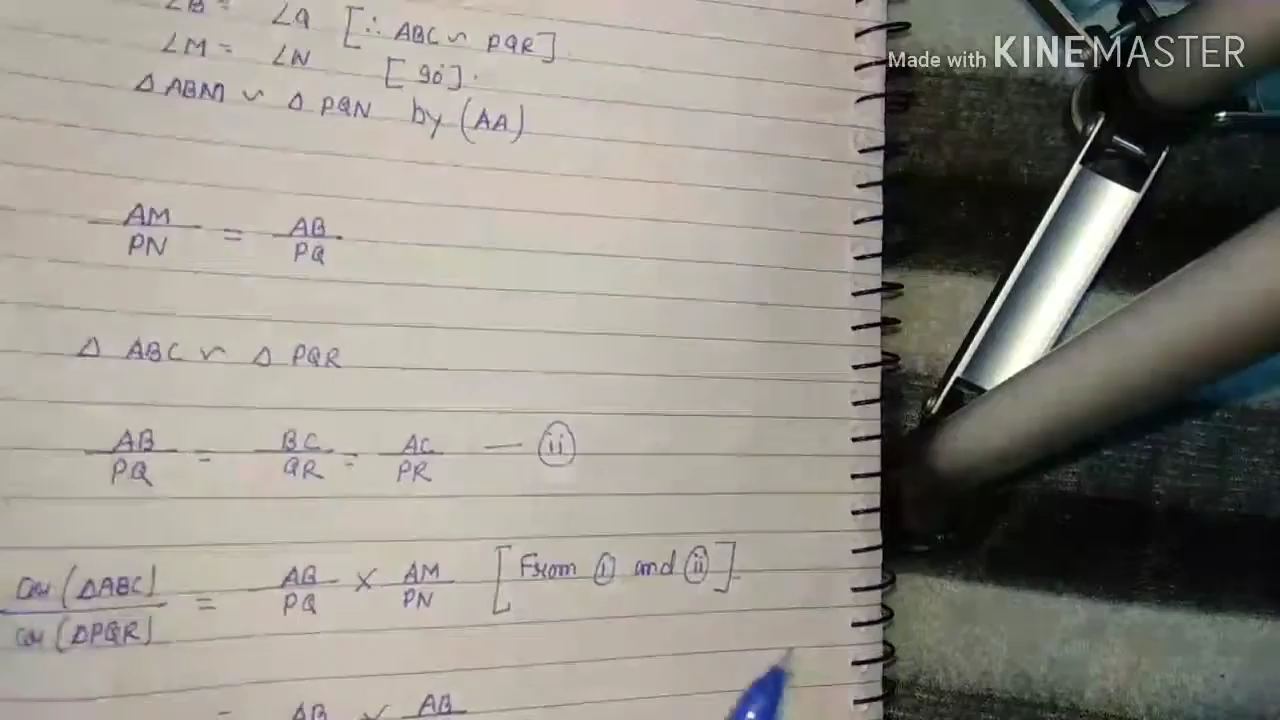 ∠B = ∠Q [∴ ABC ∽ PQR]
∠M = ∠N [90°].
Δ ABM ∽ Δ PQN by (AA)
AM/PN = AB/PQ
Δ ABC ∽ Δ PQR
AB/PQ = BC/QR = AC/PR — (ii)
ar (ΔABC)/ar (ΔPQR) = AB/PQ × AM/PN [From (i) and (ii)]
= AB × AB
Made with KINEMASTER